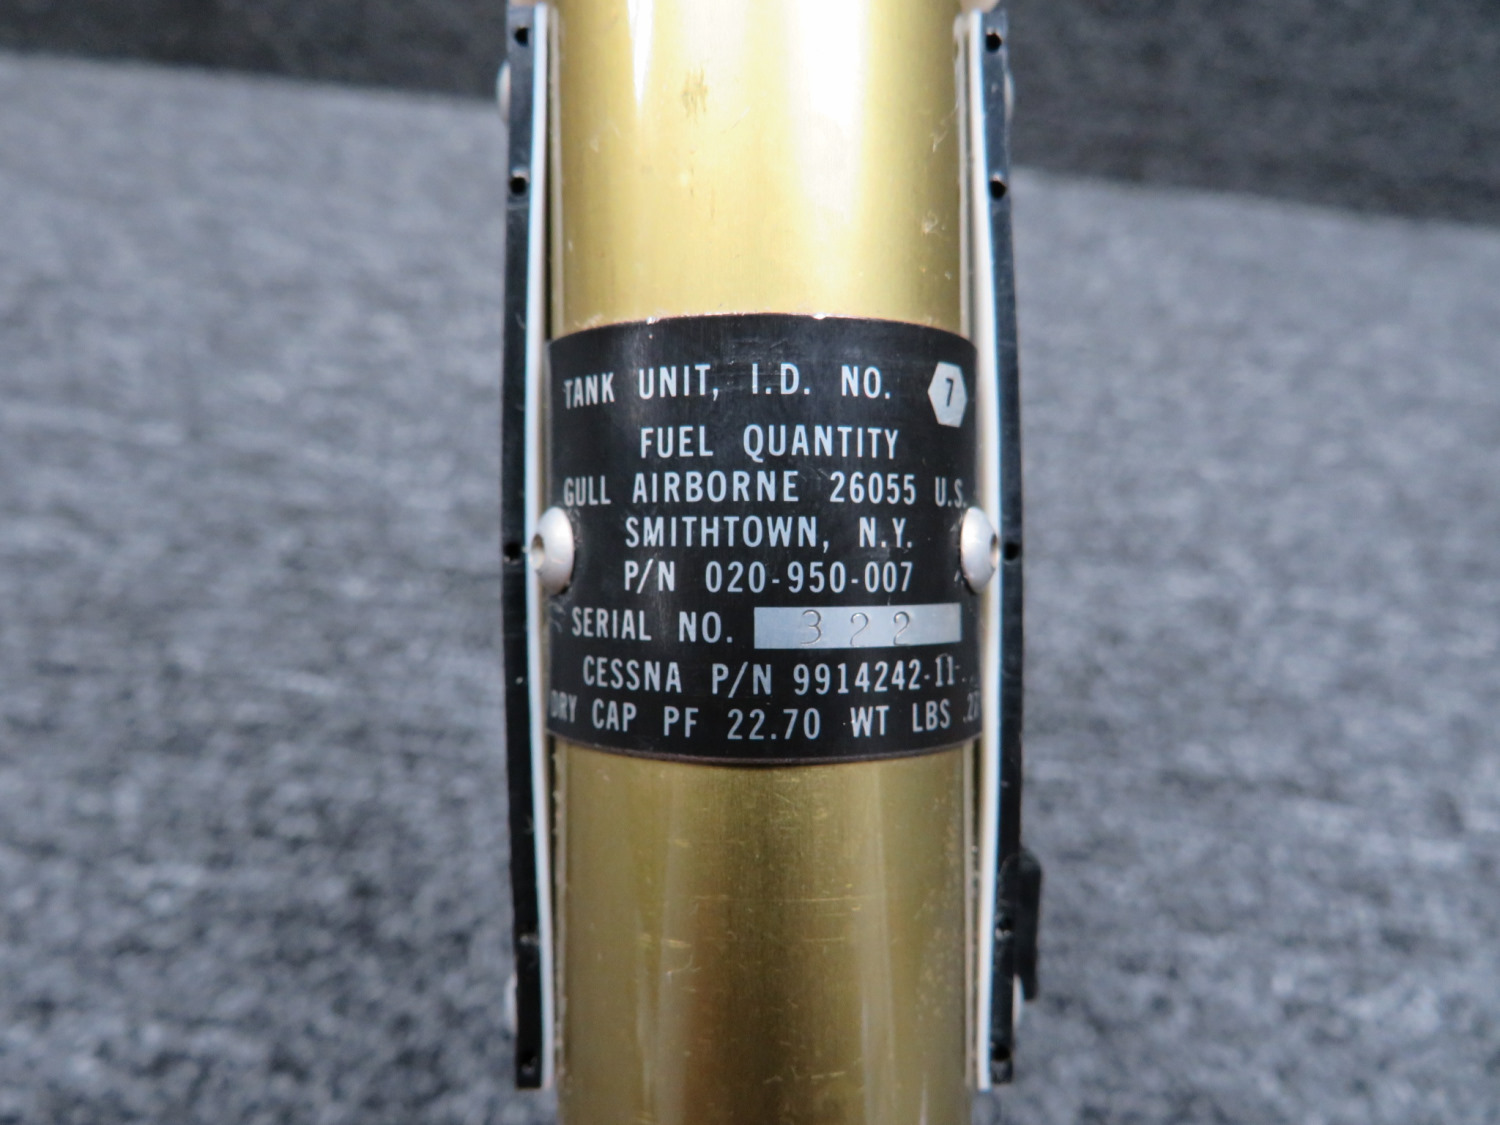 TANK UNIT, I.D. NO. 7
FUEL QUANTITY
GULL AIRBORNE 26055 U.S.
SMITHTOWN, N.Y.
P/N 020-950-007
SERIAL NO. 322
CESSNA P/N 9914242-11
DRY CAP PF 22.70 WT LBS